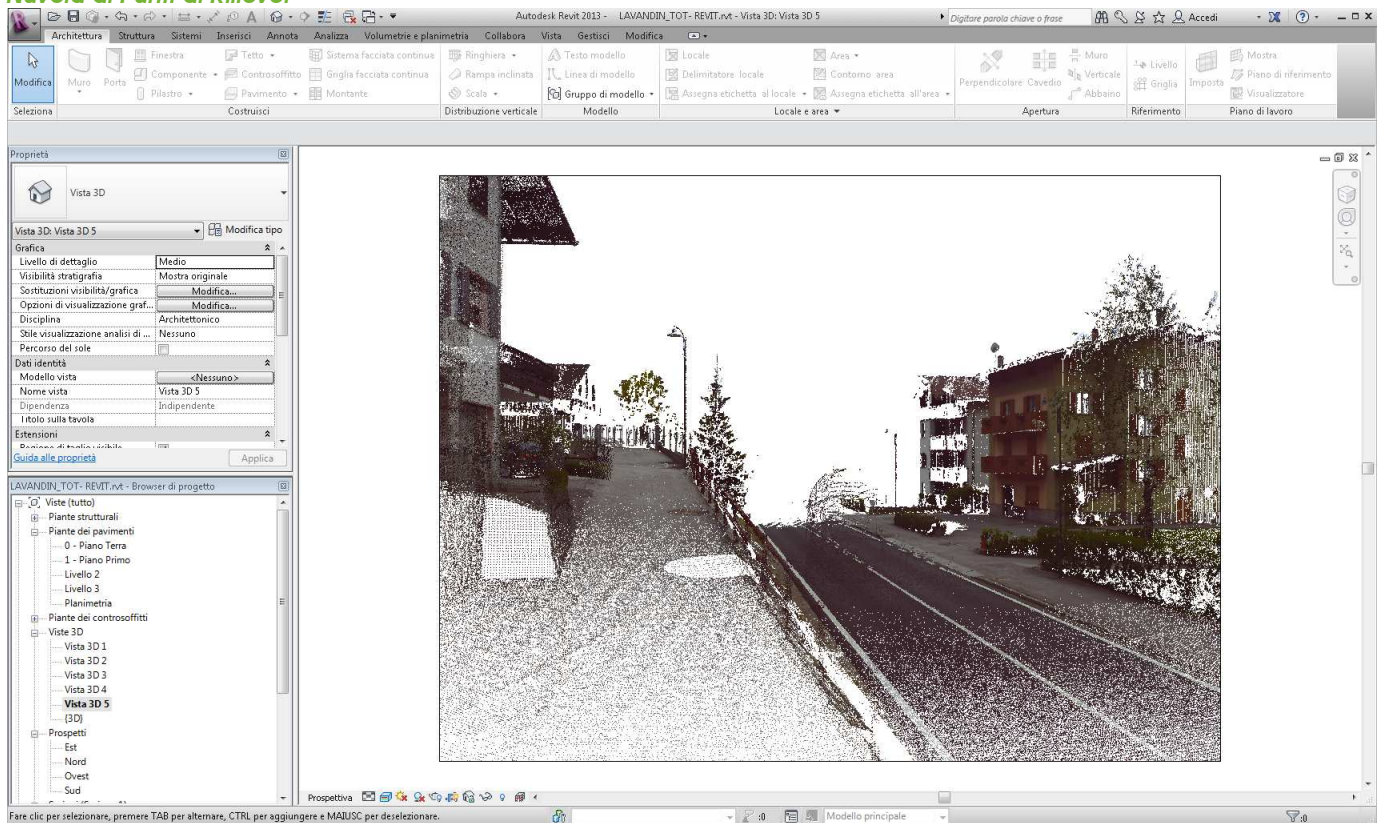 Nuvola di Punti di Rilievo:
Autodesk Revit 2013 - LAVANDIN_TOT- REVIT.rvt - Vista 3D: Vista 3D 5
Digitare parola chiave o frase
Accedi
Architettura Struttura Sistemi Inserisci Annota Analizza Volumetrie e planimetria Collabora Vista Gestisci Modifica
Modifica
Muro
Porta
Finestra
Componente
Pilastro
Tetto
Controsoffitto
Pavimento
Sistema facciata continua
Griglia facciata continua
Montante
Ringhiera
Rampa inclinata
Scala
Testo modello
Linea di modello
Gruppo di modello
Locale
Delimitatore locale
Assegna etichetta al locale
Area
Contorno area
Assegna etichetta all'area
Perpendicolare
Cavedio
Muro
Verticale
Abbaino
Livello
Griglia
Imposta
Mostra
Piano di riferimento
Visualizzatore
Seleziona Costruisci Distribuzione verticale Modello Locale e area Apertura Riferimento Piano di lavoro
Proprietà
Vista 3D
Vista 3D: Vista 3D 5 Modifica tipo
Grafica
Livello di dettaglio Medio
Visibilità stratigrafia Mostra originale
Sostituzioni visibilità/grafica Modifica...
Opzioni di visualizzazione graf... Modifica...
Disciplina Architettonico
Stile visualizzazione analisi di ... Nessuno
Percorso del sole
Dati identità
Modello vista <Nessuno>
Nome vista Vista 3D 5
Dipendenza Indipendente
Titolo sulla tavola
Estensioni
Regione di taglio visibile
Guida alle proprietà Applica
LAVANDIN_TOT- REVIT.rvt - Browser di progetto
Viste (tutto)
Piante strutturali
Piante dei pavimenti
0 - Piano Terra
1 - Piano Primo
Livello 2
Livello 3
Planimetria
Piante dei controsoffitti
Viste 3D
Vista 3D 1
Vista 3D 2
Vista 3D 3
Vista 3D 4
Vista 3D 5
{3D}
Prospetti
Est
Nord
Ovest
Sud
Prospettiva
Fare clic per selezionare, premere TAB per alternare, CTRL per aggiungere e MAIUSC per deselezionare.
:0
Modello principale
:0